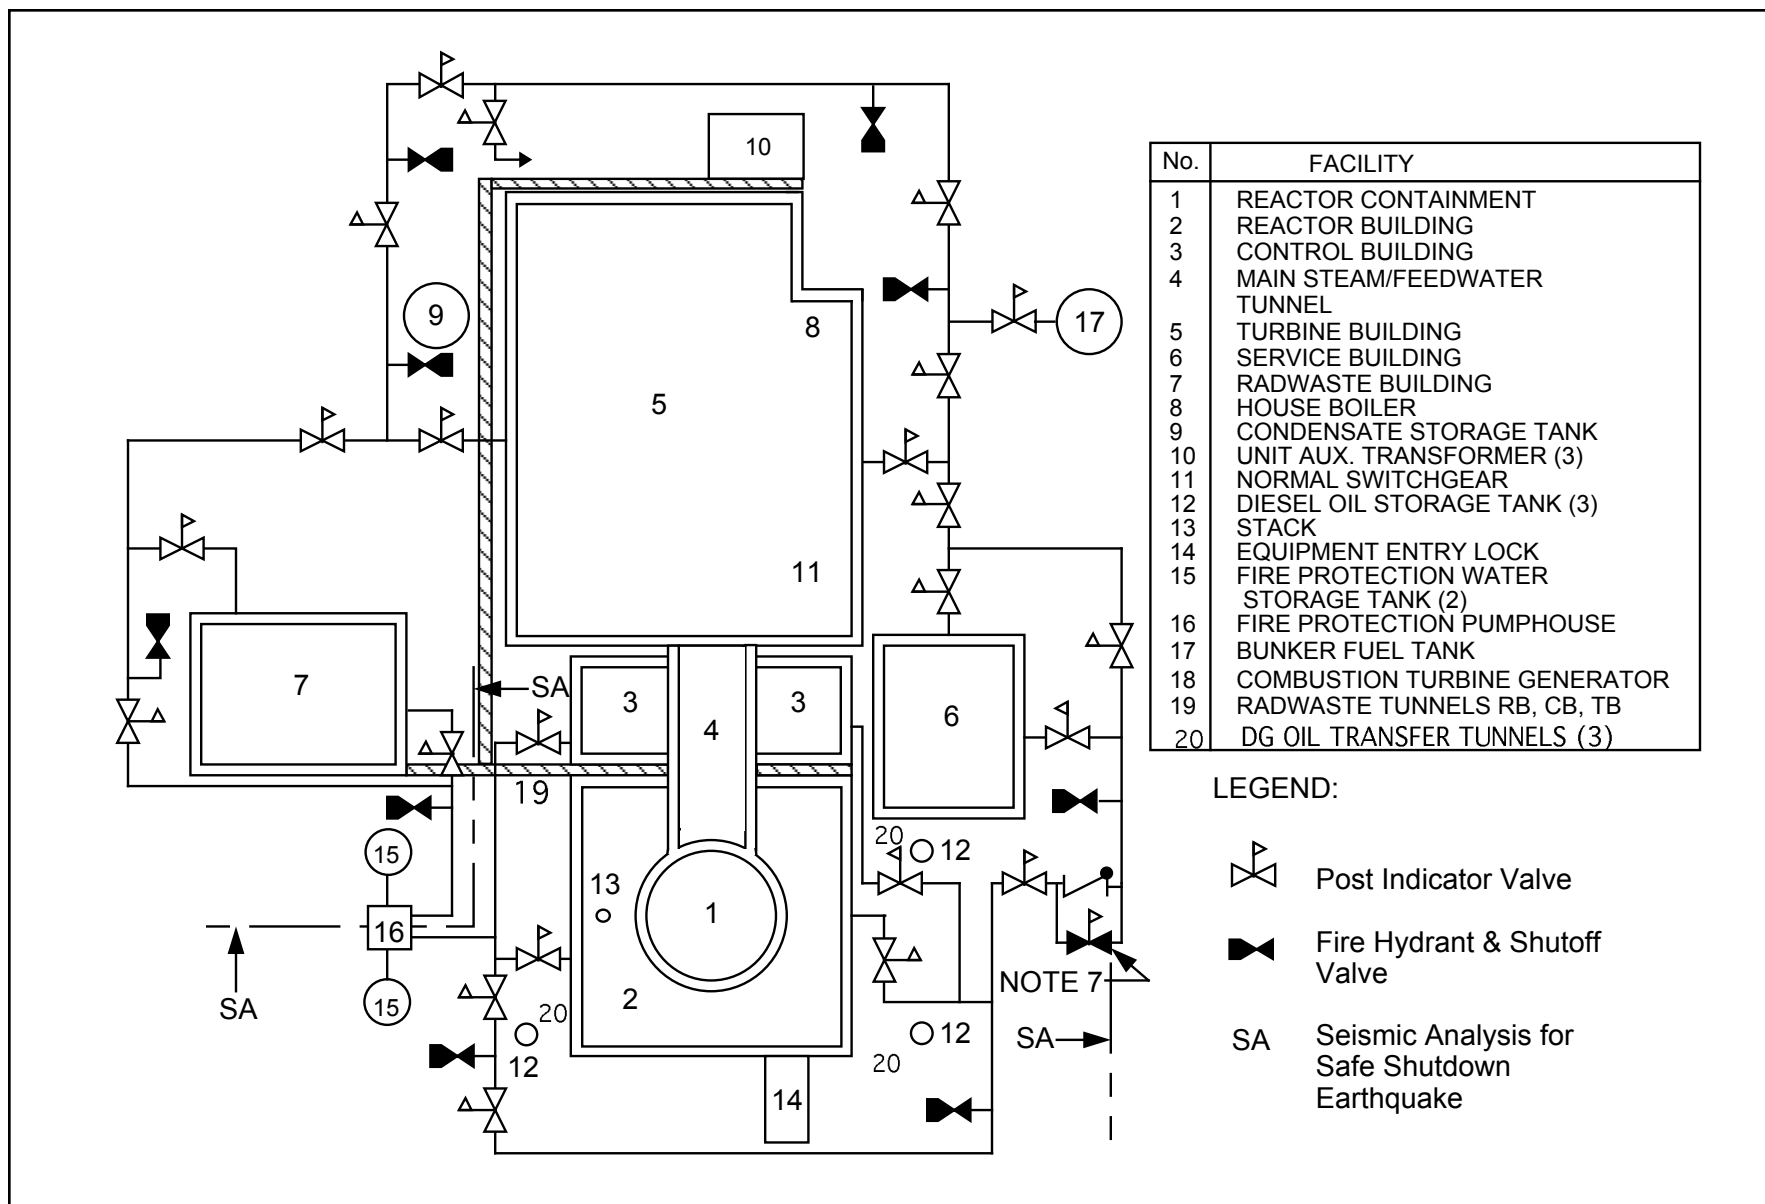 10
9
8
17
5
11
7
SA
3
3
4
6
19
15
20
12
13
1
16
15
2
20
12
12
20
14
NOTE 7
SA
SA
No. FACILITY
1 REACTOR CONTAINMENT
2 REACTOR BUILDING
3 CONTROL BUILDING
4 MAIN STEAM/FEEDWATER
TUNNEL
5 TURBINE BUILDING
6 SERVICE BUILDING
7 RADWASTE BUILDING
8 HOUSE BOILER
9 CONDENSATE STORAGE TANK
10 UNIT AUX. TRANSFORMER (3)
11 NORMAL SWITCHGEAR
12 DIESEL OIL STORAGE TANK (3)
13 STACK
14 EQUIPMENT ENTRY LOCK
15 FIRE PROTECTION WATER
STORAGE TANK (2)
16 FIRE PROTECTION PUMPHOUSE
17 BUNKER FUEL TANK
18 COMBUSTION TURBINE GENERATOR
19 RADWASTE TUNNELS RB, CB, TB
20 DG OIL TRANSFER TUNNELS (3)
LEGEND:
Post Indicator Valve
Fire Hydrant & Shutoff
Valve
SA Seismic Analysis for
Safe Shutdown
Earthquake